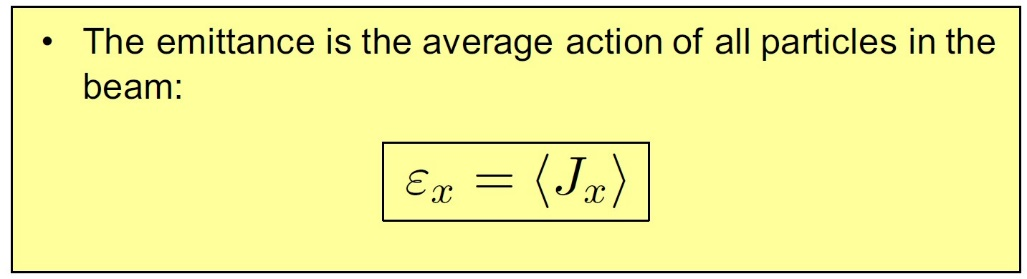 • The emittance is the average action of all particles in the
beam:
εₓ = ⟨Jₓ⟩